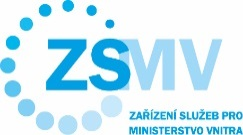 ZSMV
ZAŘÍZENÍ SLUŽEB PRO
MINISTERSTVO VNITRA